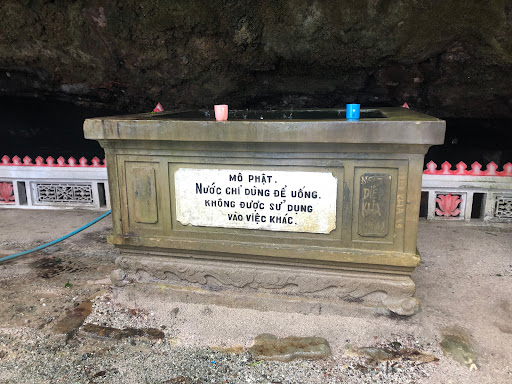 MÔ PHẬT.
NƯỚC CHỈ DÙNG ĐỂ UỐNG.
KHÔNG ĐƯỢC SỬ DỤNG
VÀO VIỆC KHÁC.